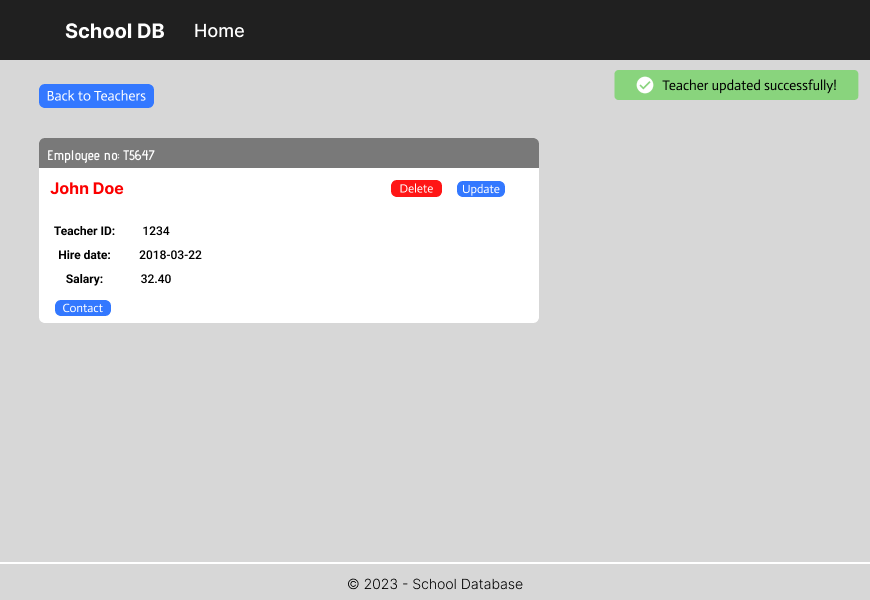 School DB Home
Teacher updated successfully!
Back to Teachers
Employee no: T5647
John Doe Delete Update
Teacher ID: 1234
Hire date: 2018-03-22
Salary: 32.40
Contact
© 2023 - School Database